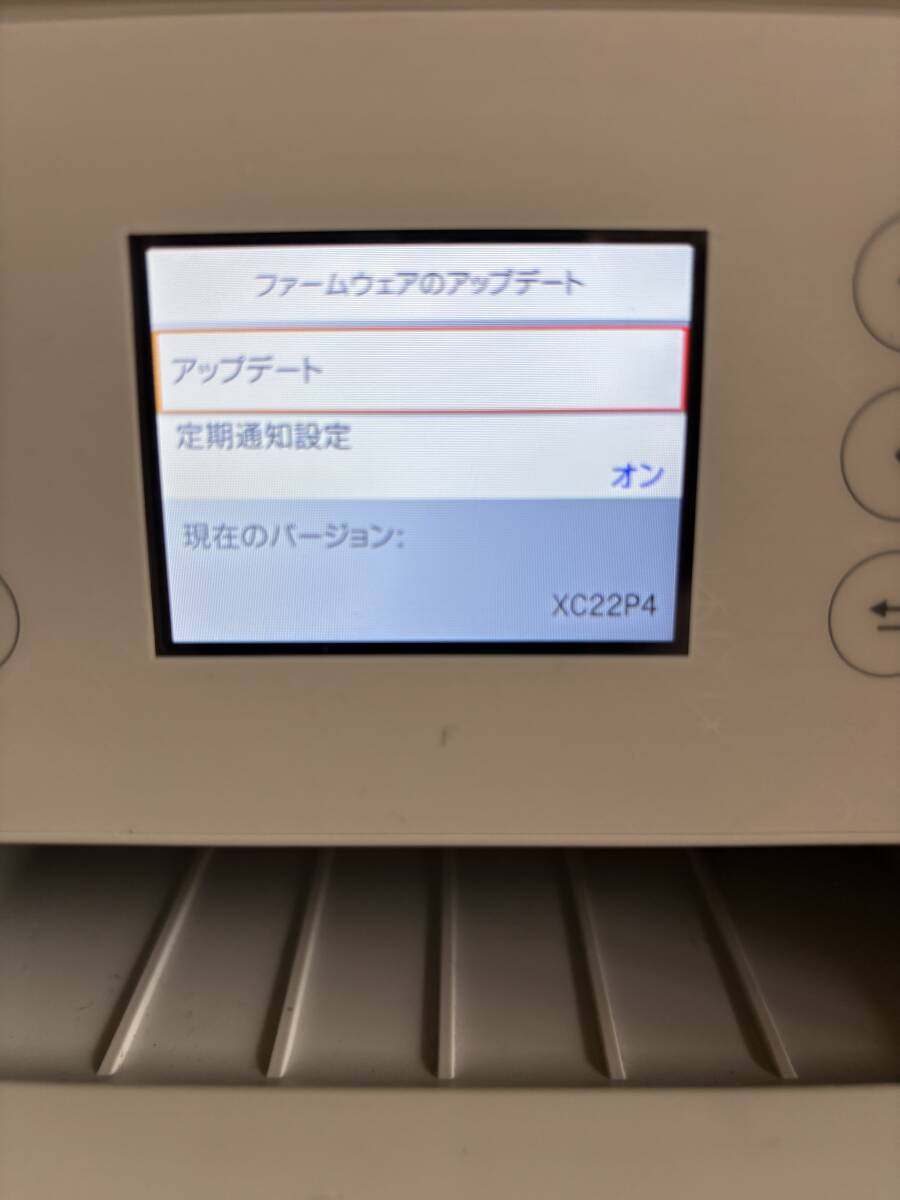 ファームウェアのアップデート
アップデート
定期通知設定
オン
現在のバージョン:
XC22P4